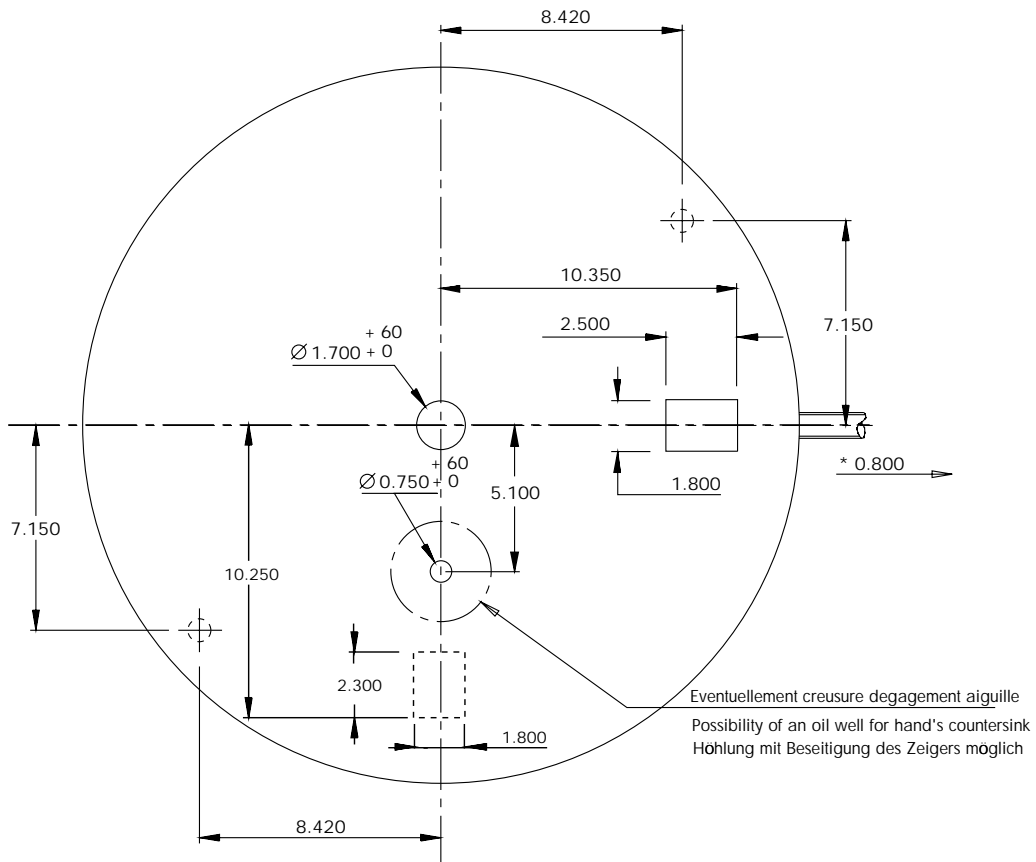 8.420
10.350
2.500
7.150
+ 60
Ø 1.700 + 0
+ 60
Ø 0.750 + 0
5.100
1.800
* 0.800
7.150
10.250
2.300
1.800
Eventuellement creusure degagement aiguille
Possibility of an oil well for hand's countersink
Höhlung mit Beseitigung des Zeigers möglich
8.420